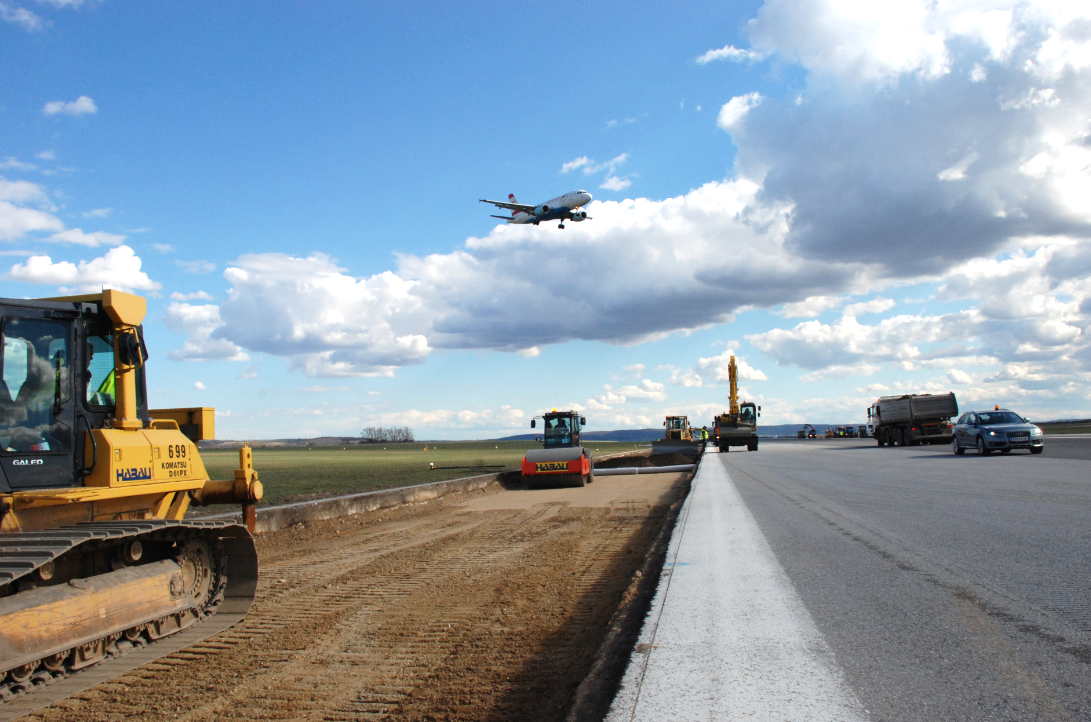 699
GALEO
HABAU
KOMATSU
D61PX
HABAU